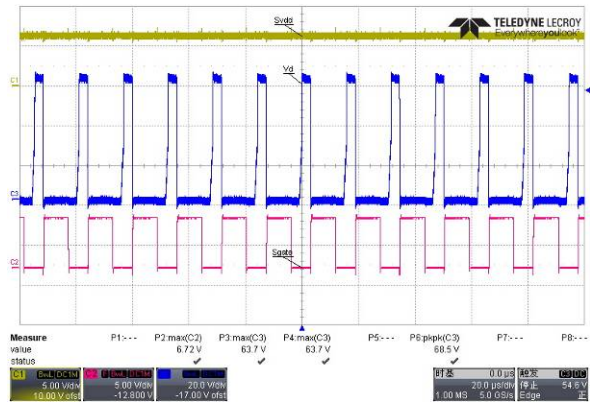 TELEDYNE LECROY
Everywhereyoulook
Svdd
C1
Vd
C3
Sgate
C2
Measure P1:--- P2:max(C2) P3:max(C3) P4:max(C3) P5:--- P6:pkpk(C3) P7:--- P8:---
value 6.72 V 63.7 V 63.7 V 68.5 V
status
C1 BwL DC1M C2 BwL DC1M 时基 0.0 µs 触发 C3 DC
5.00 V/div 5.00 V/div 20.0 V/div 20.0 µs/div 停止 54.6 V
10.00 V ofst -12.800 V -17.00 V ofst 1.00 MS 5.0 GS/s Edge 正